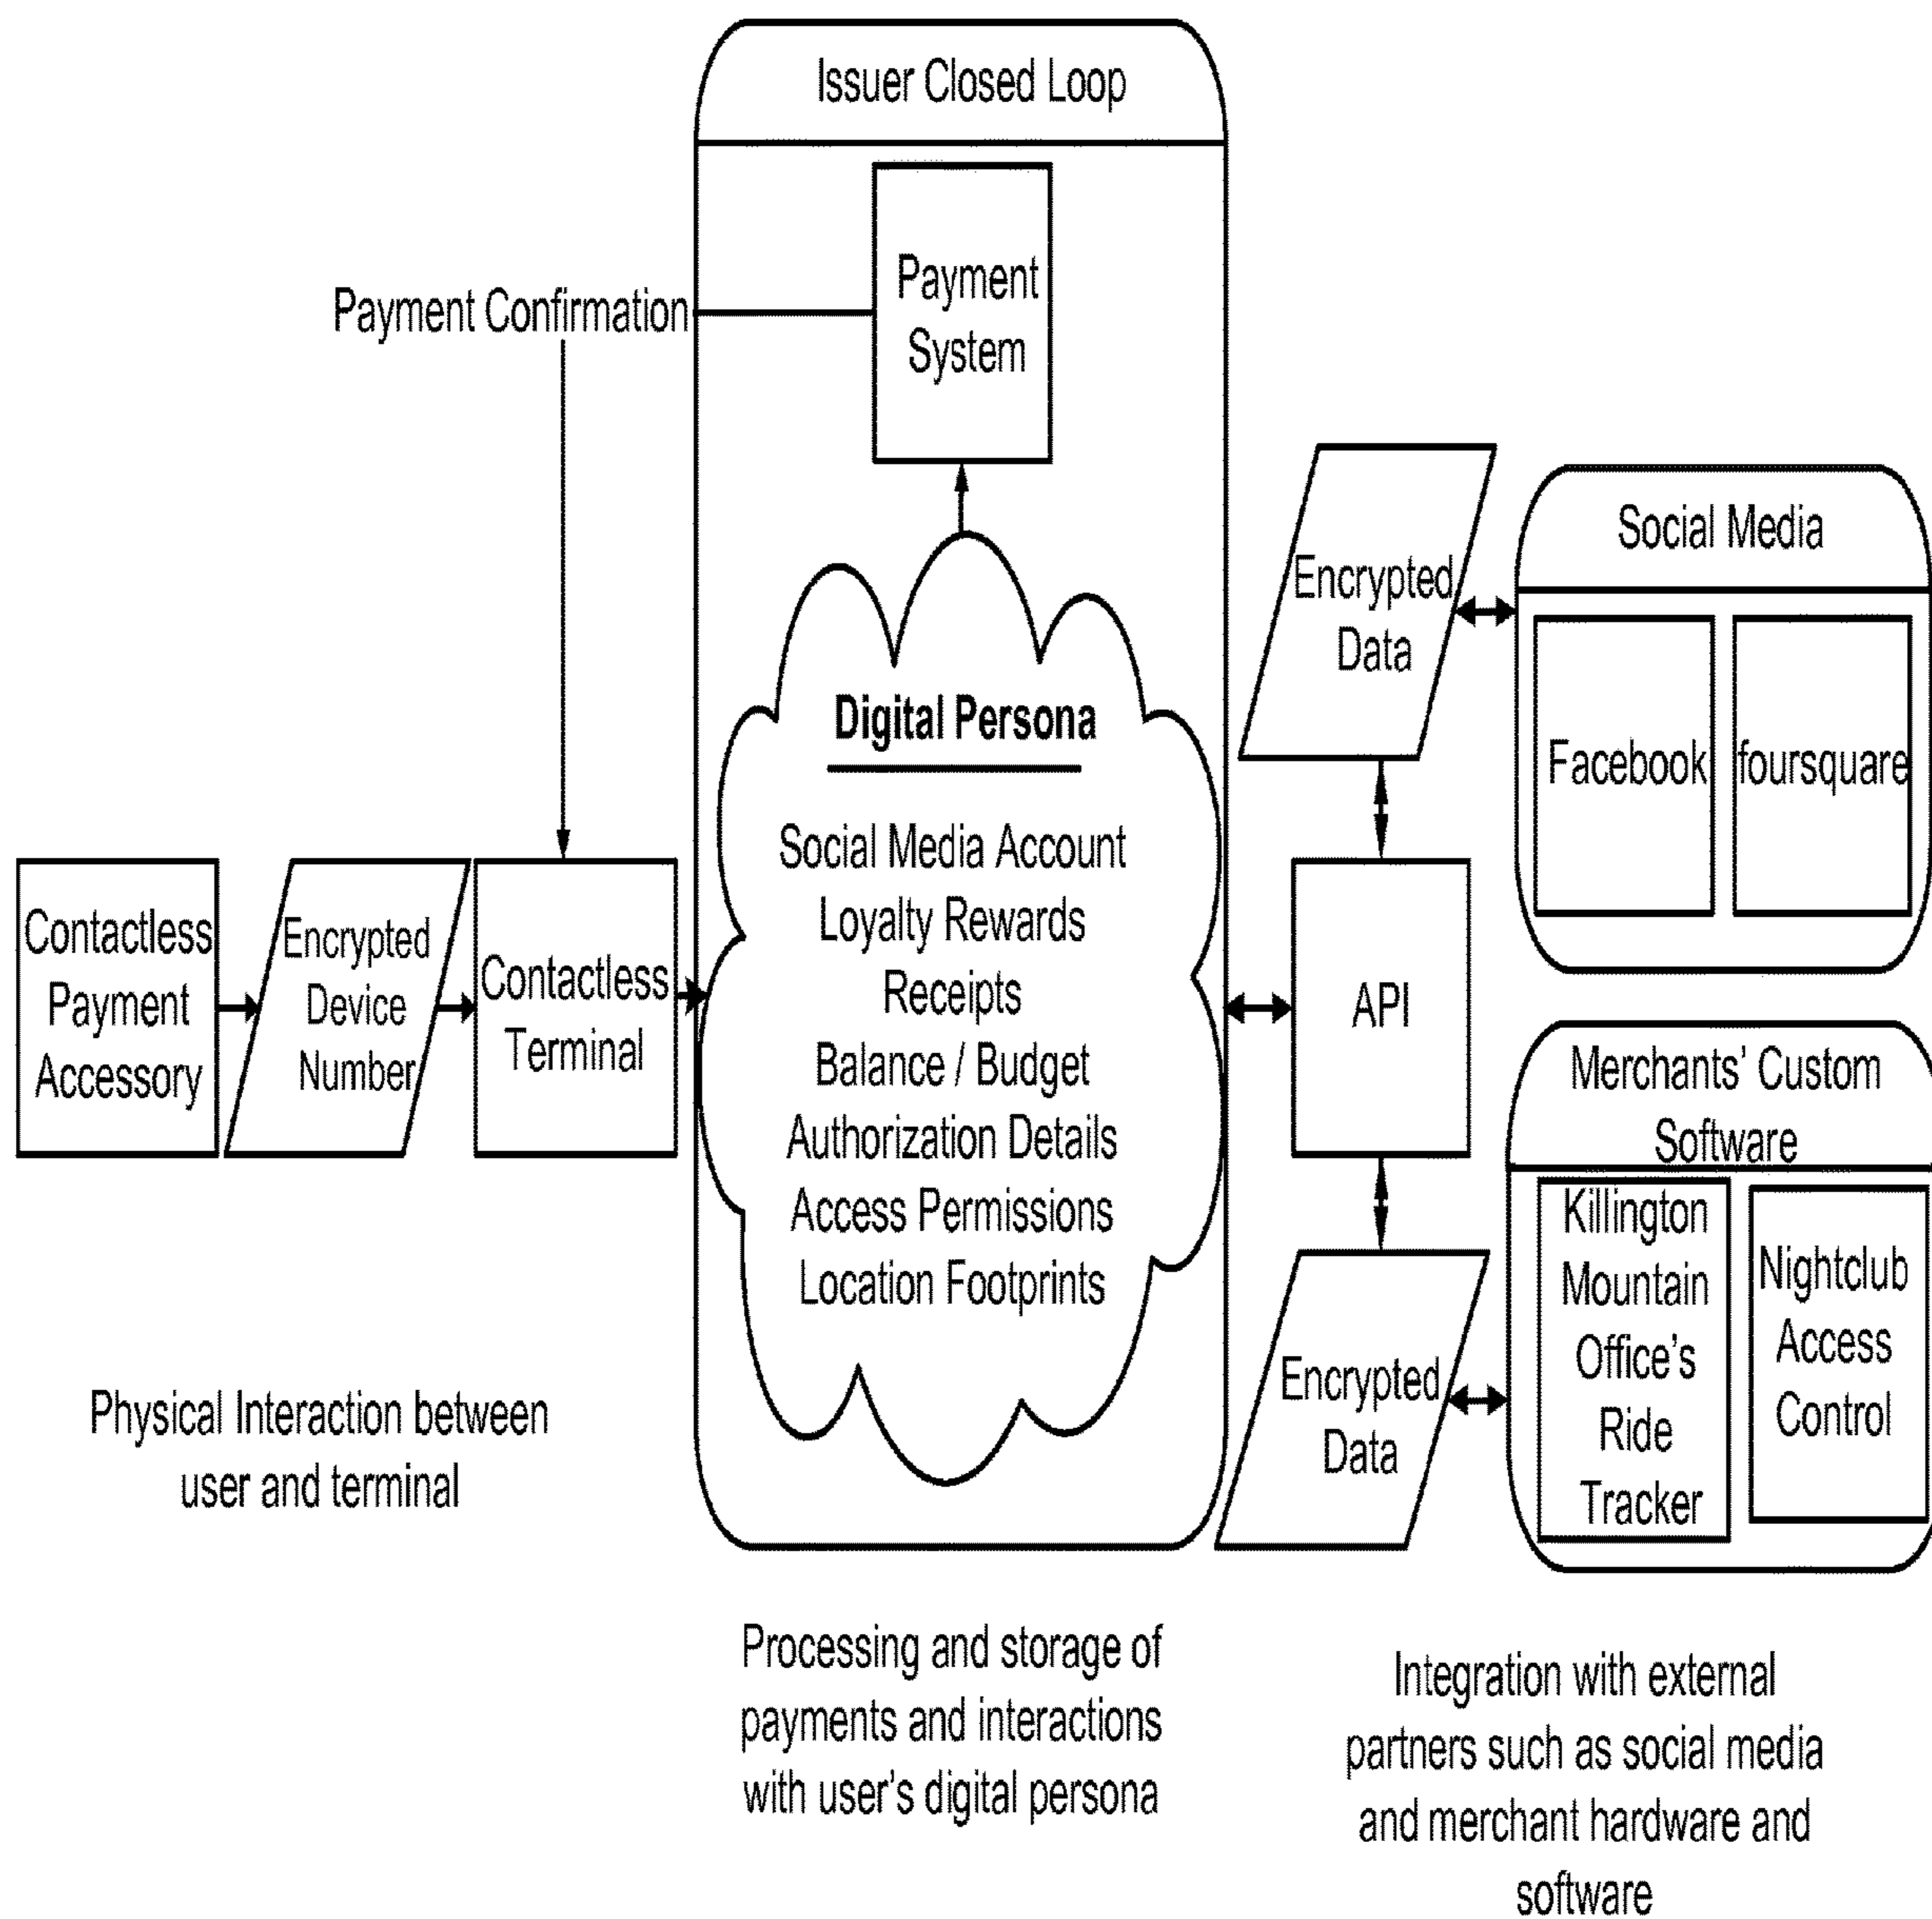 Issuer Closed Loop
Payment
System
Payment Confirmation
Encrypted
Data
Social Media
Facebook
foursquare
Digital Persona
Social Media Account
Loyalty Rewards
Receipts
Balance / Budget
Authorization Details
Access Permissions
Location Footprints
Contactless
Payment
Accessory
Encrypted
Device
Number
Contactless
Terminal
API
Merchants' Custom
Software
Killington
Mountain
Office's
Ride
Tracker
Nightclub
Access
Control
Encrypted
Data
Physical Interaction between
user and terminal
Processing and storage of
payments and interactions
with user's digital persona
Integration with external
partners such as social media
and merchant hardware and
software